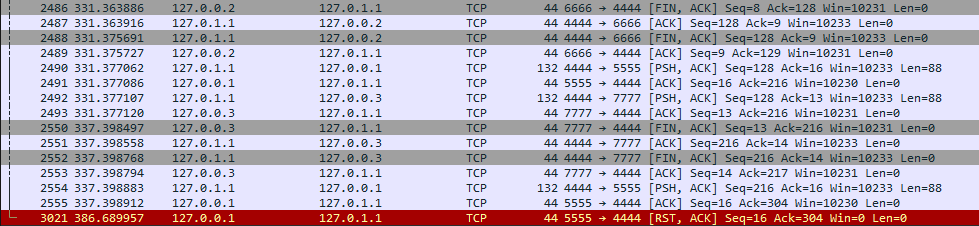 2486 331.363886 127.0.0.2 127.0.1.1 TCP 44 6666 → 4444 [FIN, ACK] Seq=8 Ack=128 Win=10231 Len=0
2487 331.363916 127.0.1.1 127.0.0.2 TCP 44 4444 → 6666 [ACK] Seq=128 Ack=9 Win=10233 Len=0
2488 331.375691 127.0.1.1 127.0.0.2 TCP 44 4444 → 6666 [FIN, ACK] Seq=128 Ack=9 Win=10233 Len=0
2489 331.375727 127.0.0.2 127.0.1.1 TCP 44 6666 → 4444 [ACK] Seq=9 Ack=129 Win=10231 Len=0
2490 331.377062 127.0.1.1 127.0.0.1 TCP 132 4444 → 5555 [PSH, ACK] Seq=128 Ack=16 Win=10233 Len=88
2491 331.377086 127.0.0.1 127.0.1.1 TCP 44 5555 → 4444 [ACK] Seq=16 Ack=216 Win=10230 Len=0
2492 331.377107 127.0.1.1 127.0.0.3 TCP 132 4444 → 7777 [PSH, ACK] Seq=128 Ack=13 Win=10233 Len=88
2493 331.377120 127.0.0.3 127.0.1.1 TCP 44 7777 → 4444 [ACK] Seq=13 Ack=216 Win=10231 Len=0
2550 337.398497 127.0.0.3 127.0.1.1 TCP 44 7777 → 4444 [FIN, ACK] Seq=13 Ack=216 Win=10231 Len=0
2551 337.398558 127.0.1.1 127.0.0.3 TCP 44 4444 → 7777 [ACK] Seq=216 Ack=14 Win=10233 Len=0
2552 337.398768 127.0.1.1 127.0.0.3 TCP 44 4444 → 7777 [FIN, ACK] Seq=216 Ack=14 Win=10233 Len=0
2553 337.398794 127.0.0.3 127.0.1.1 TCP 44 7777 → 4444 [ACK] Seq=14 Ack=217 Win=10231 Len=0
2554 337.398883 127.0.1.1 127.0.0.1 TCP 132 4444 → 5555 [PSH, ACK] Seq=216 Ack=16 Win=10233 Len=88
2555 337.398912 127.0.0.1 127.0.1.1 TCP 44 5555 → 4444 [ACK] Seq=16 Ack=304 Win=10230 Len=0
3021 386.689957 127.0.0.1 127.0.1.1 TCP 44 5555 → 4444 [RST, ACK] Seq=16 Ack=304 Win=0 Len=0